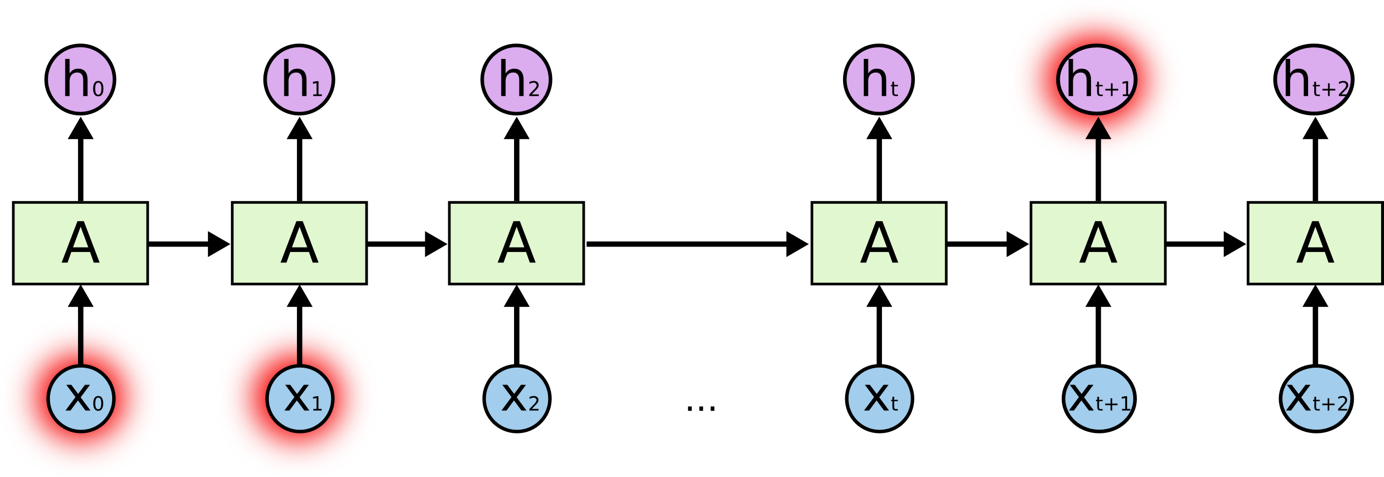 h0 h1 h2 ht ht+1 ht+2
A A A A A A
x0 x1 x2 ... xt xt+1 xt+2